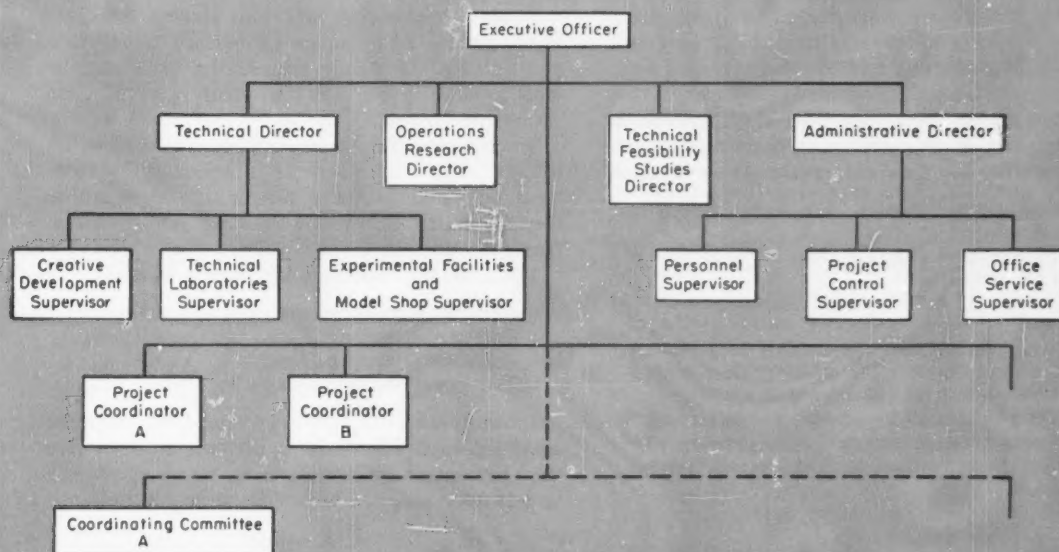 Executive Officer
Technical Director
Operations
Research
Director
Technical
Feasibility
Studies
Director
Administrative Director
Creative
Development
Supervisor
Technical
Laboratories
Supervisor
Experimental Facilities
and
Model Shop Supervisor
Personnel
Supervisor
Project
Control
Supervisor
Office
Service
Supervisor
Project
Coordinator
A
Project
Coordinator
B
Coordinating Committee
A